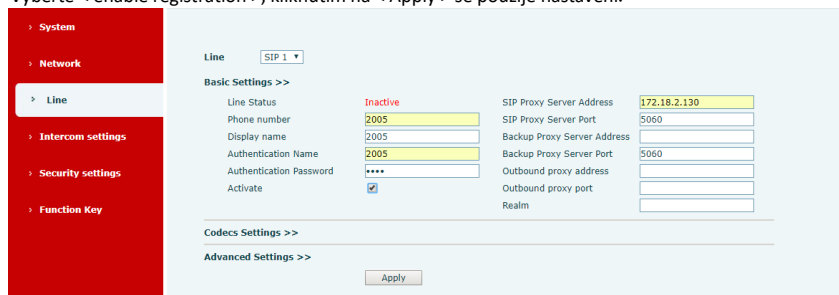 Vyberte <enable registration>, kliknutím na <Apply> se použije nastavení.
System
Network
Line
Intercom settings
Security settings
Function Key
Line SIP 1
Basic Settings >>
Line Status Inactive SIP Proxy Server Address 172.18.2.130
Phone number 2005 SIP Proxy Server Port 5060
Display name 2005 Backup Proxy Server Address
Authentication Name 2005 Backup Proxy Server Port 5060
Authentication Password •••• Outbound proxy address
Activate Outbound proxy port
Realm
Codecs Settings >>
Advanced Settings >>
Apply